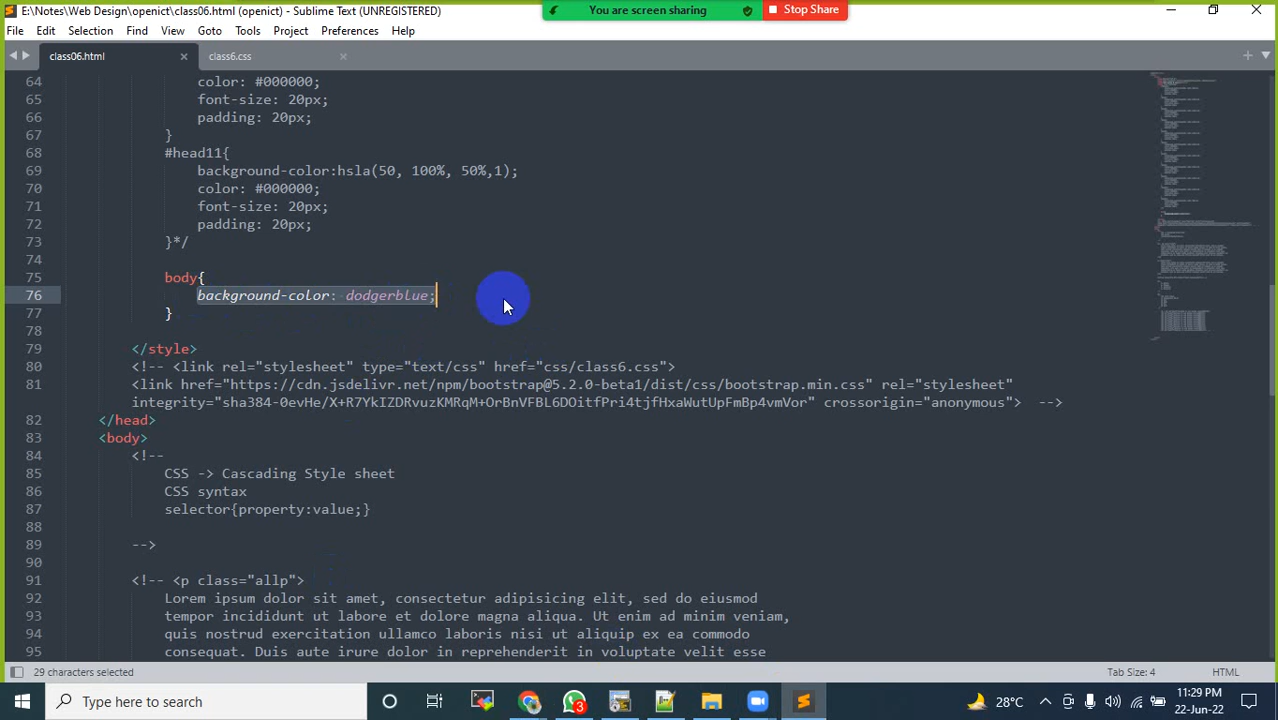 E:\Notes\Web Design\openict\class06.html (openict) - Sublime Text (UNREGISTERED)
You are screen sharing
Stop Share
File Edit Selection Find View Goto Tools Project Preferences Help
class06.html
class6.css
64 color: #000000;
65 font-size: 20px;
66 padding: 20px;
67 }
68 #head11{
69 background-color:hsla(50, 100%, 50%,1);
70 color: #000000;
71 font-size: 20px;
72 padding: 20px;
73 }*/
74
75 body{
76 background-color: dodgerblue;
77 }
78
79 </style>
80 <!-- <link rel="stylesheet" type="text/css" href="css/class6.css">
81 <link href="https://cdn.jsdelivr.net/npm/bootstrap@5.2.0-beta1/dist/css/bootstrap.min.css" rel="stylesheet"
integrity="sha384-0evHe/X+R7YkIZDRvuzKMRqM+OrBnVFBL6DOitfPri4tjfHxaWutUpFmBp4vmVor" crossorigin="anonymous"> -->
82 </head>
83 <body>
84 <!--
85 CSS -> Cascading Style sheet
86 CSS syntax
87 selector{property:value;}
88
89 -->
90
91 <!-- <p class="allp">
92 Lorem ipsum dolor sit amet, consectetur adipisicing elit, sed do eiusmod
93 tempor incididunt ut labore et dolore magna aliqua. Ut enim ad minim veniam,
94 quis nostrud exercitation ullamco laboris nisi ut aliquip ex ea commodo
95 consequat. Duis aute irure dolor in reprehenderit in voluptate velit esse
29 characters selected
Tab Size: 4
HTML
Type here to search
3
28°C
11:29 PM
22-Jun-22